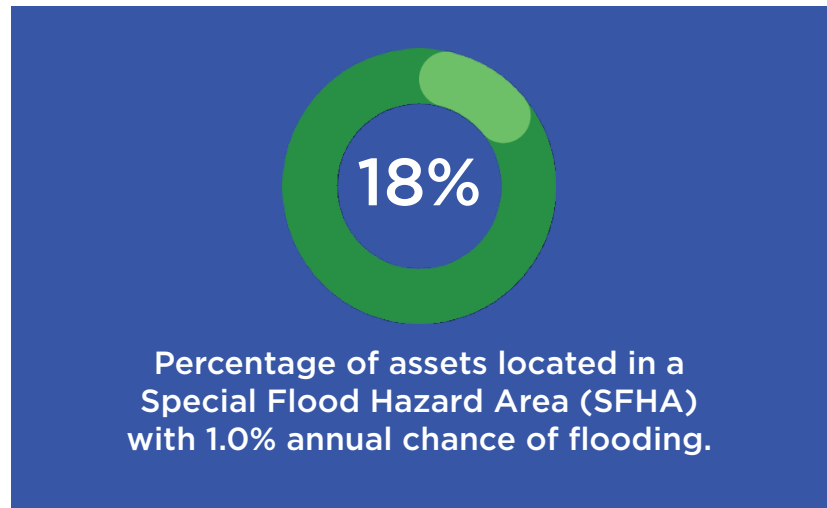 18%
Percentage of assets located in a
Special Flood Hazard Area (SFHA)
with 1.0% annual chance of flooding.